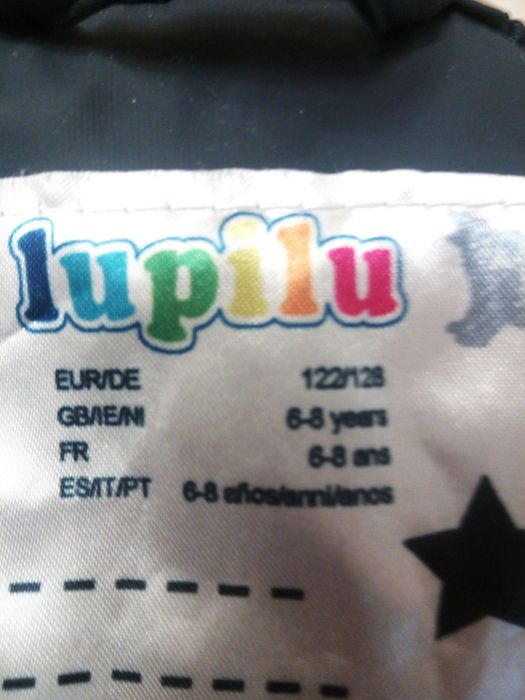 lupilu
EUR/DE 122/128
GB/IE/NI 6-8 years
FR 6-8 ans
ES/IT/PT 6-8 años/anni/anos